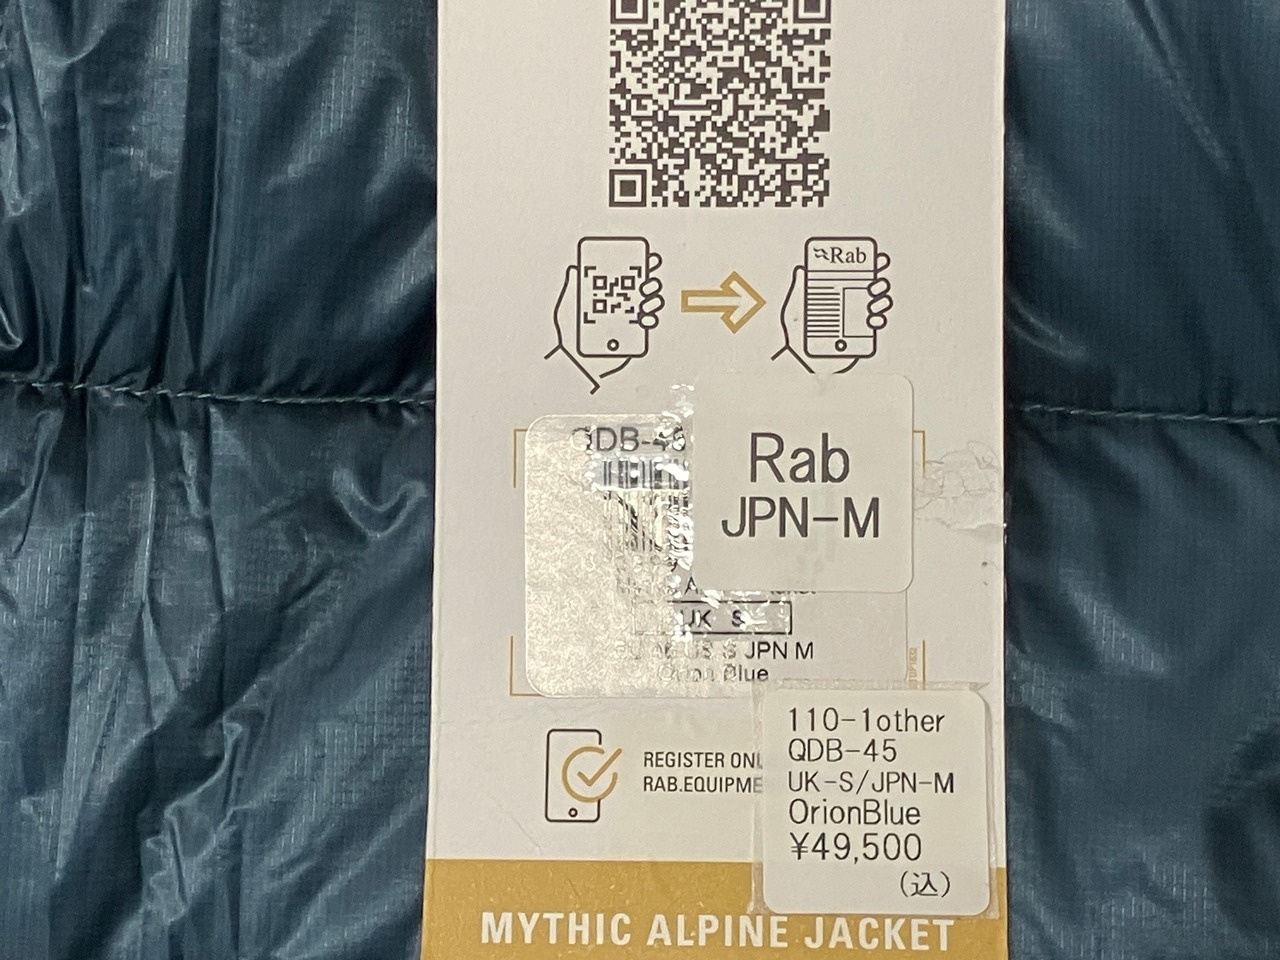 Rab
QDB-45
Rab
JPN-M
UK S
US S JPN M
Orion Blue
REGISTER
RAB.EQUIPME
110-1other
QDB-45
UK-S/JPN-M
OrionBlue
¥49,500
(込)
MYTHIC ALPINE JACKET